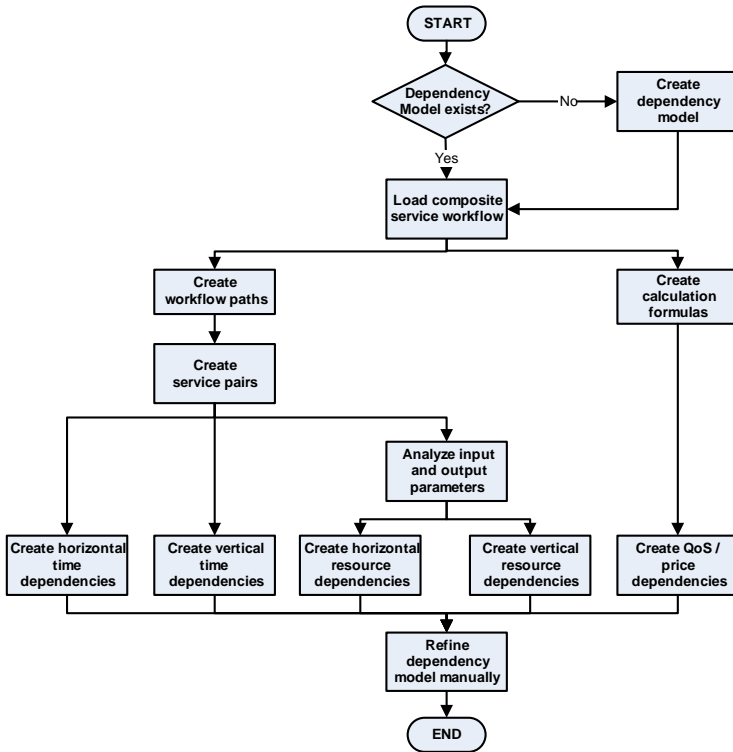 START
Dependency
Model exists?
No
Create
dependency
model
Yes
Load composite
service workflow
Create
workflow paths
Create
calculation
formulas
Create
service pairs
Analyze input
and output
parameters
Create horizontal
time
dependencies
Create vertical
time
dependencies
Create horizontal
resource
dependencies
Create vertical
resource
dependencies
Create QoS /
price
dependencies
Refine
dependency
model manually
END